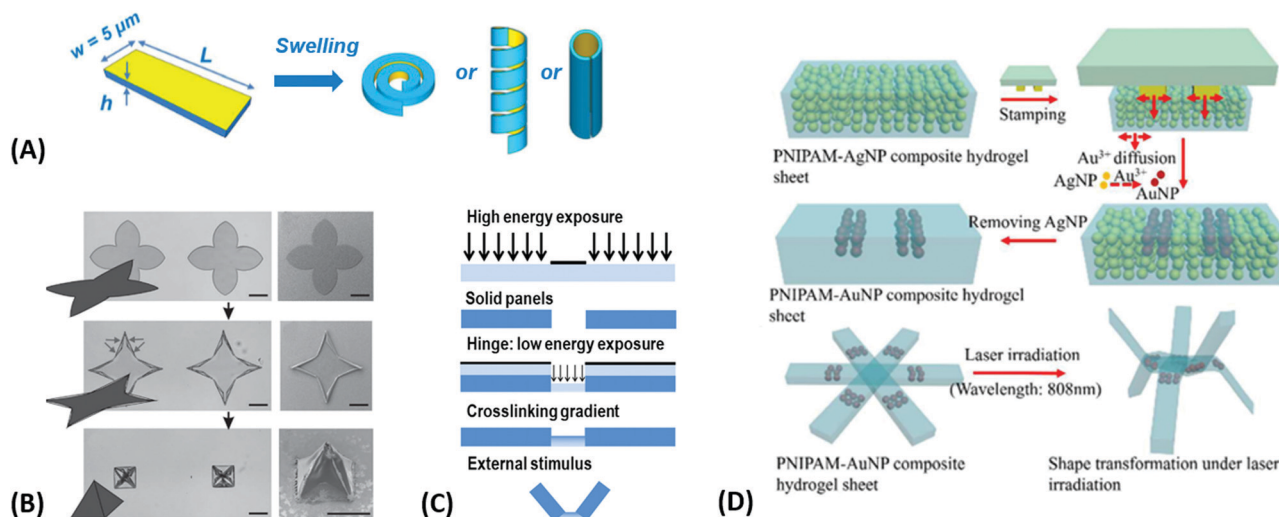 (A)
w = 5 µm
L
h
Swelling
or
or
(B)
(C)
High energy exposure
Solid panels
Hinge: low energy exposure
Crosslinking gradient
External stimulus
(D)
PNIPAM-AgNP composite hydrogel
sheet
Stamping
Au³⁺ diffusion
AgNP
Au³⁺
AuNP
Removing AgNP
PNIPAM-AuNP composite hydrogel
sheet
Laser irradiation
(Wavelength: 808nm)
PNIPAM-AuNP composite
hydrogel sheet
Shape transformation under laser
irradiation